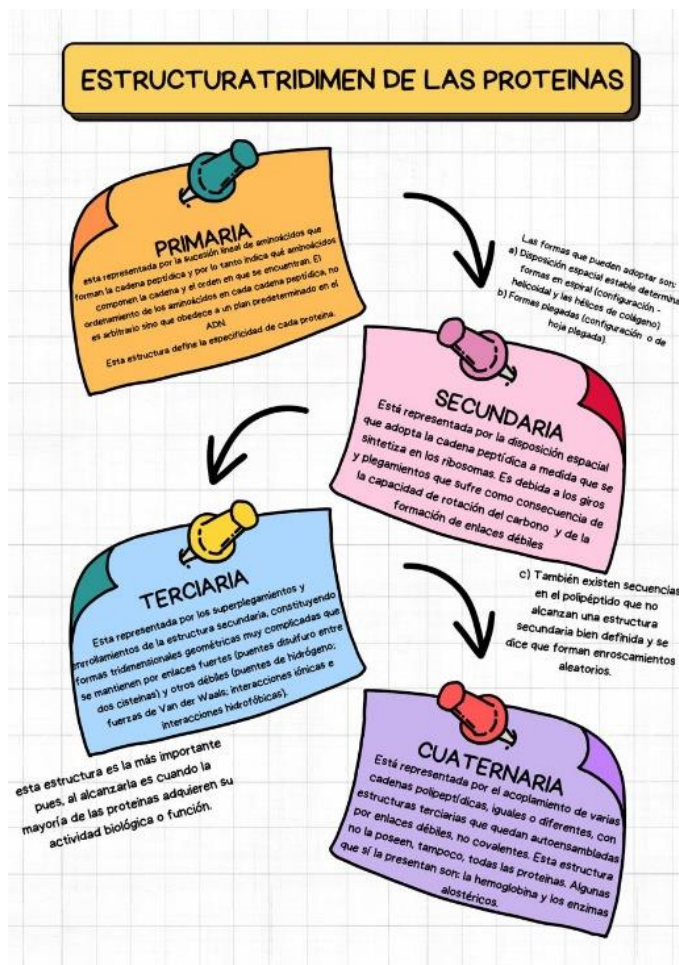 ESTRUCTURATRIDIMEN DE LAS PROTEINAS
PRIMARIA
esta representada por la sucesión lineal de aminoácidos que
forman la cadena peptídica y por lo tanto indica qué aminoácidos
componen la cadena y el orden en que se encuentran. El
ordenamiento de los aminoácidos en cada cadena peptídica, no
es arbitrario sino que obedece a un plan predeterminado en el
ADN.
Esta estructura define la especificidad de cada proteína.
Las formas que pueden adoptar son:
a) Disposición espacial estable determina
formas en espiral (configuración -
helicoidal y las hélices de colágeno)
b) Formas plegadas (configuración o de
hoja plegada).
SECUNDARIA
Está representada por la disposición espacial
que adopta la cadena peptídica a medida que se
sintetiza en los ribosomas. Es debida a los giros
y plegamientos que sufre como consecuencia de
la capacidad de rotación del carbono y de la
formación de enlaces débiles
c) También existen secuencias
en el polipéptido que no
alcanzan una estructura
secundaria bien definida y se
dice que forman enroscamientos
aleatorios.
TERCIARIA
Esta representada por los superplegamientos y
enrrollamientos de la estructura secundaria, constituyendo
formas tridimensionales geométricas muy complicadas que
se mantienen por enlaces fuertes (puentes disulfuro entre
dos cisteinas) y otros débiles (puentes de hidrógeno;
fuerzas de Van der Waals; interacciones iónicas e
interacciones hidrofóbicas).
esta estructura es la más importante
pues, al alcanzarla es cuando la
mayoría de las proteinas adquieren su
actividad biológica o función.
CUATERNARIA
Está representada por el acoplamiento de varias
cadenas polipeptídicas, iguales o diferentes, con
estructuras terciarias que quedan autoensambladas
por enlaces débiles, no covalentes. Esta estructura
no la poseen, tampoco, todas las proteinas. Algunas
que sí la presentan son: la hemoglobina y los enzimas
alostéricos.